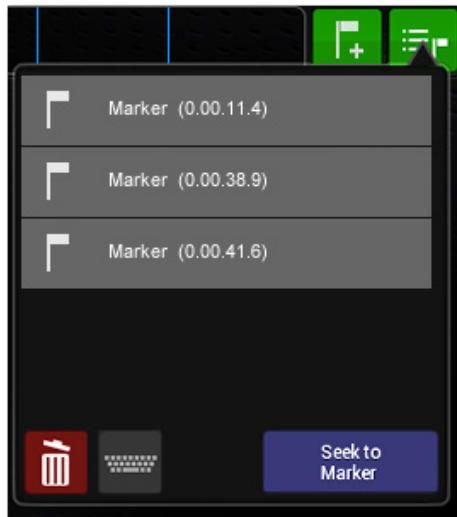 Marker (0.00.11.4)
Marker (0.00.38.9)
Marker (0.00.41.6)
Seek to
Marker